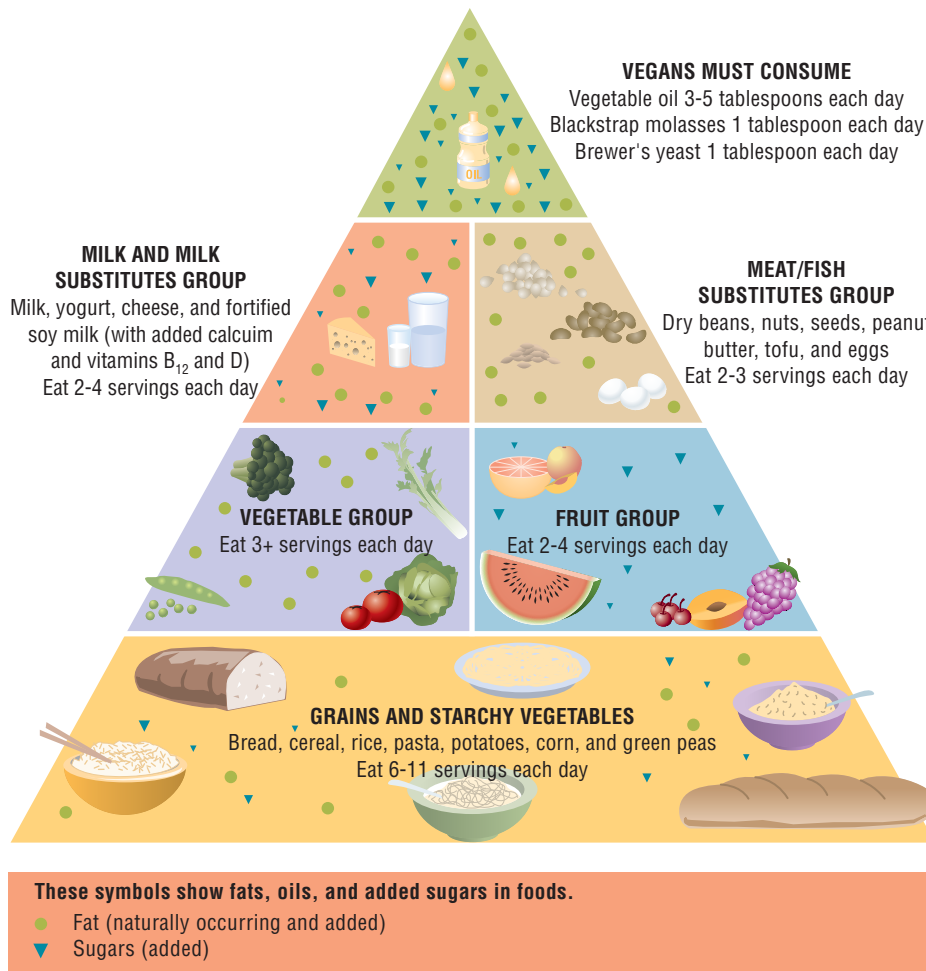 VEGANS MUST CONSUME
Vegetable oil 3-5 tablespoons each day
Blackstrap molasses 1 tablespoon each day
Brewer's yeast 1 tablespoon each day
OIL
MILK AND MILK
SUBSTITUTES GROUP
Milk, yogurt, cheese, and fortified
soy milk (with added calcuim
and vitamins B12 and D)
Eat 2-4 servings each day
MEAT/FISH
SUBSTITUTES GROUP
Dry beans, nuts, seeds, peanut
butter, tofu, and eggs
Eat 2-3 servings each day
VEGETABLE GROUP
Eat 3+ servings each day
FRUIT GROUP
Eat 2-4 servings each day
GRAINS AND STARCHY VEGETABLES
Bread, cereal, rice, pasta, potatoes, corn, and green peas
Eat 6-11 servings each day
These symbols show fats, oils, and added sugars in foods.
Fat (naturally occurring and added)
Sugars (added)